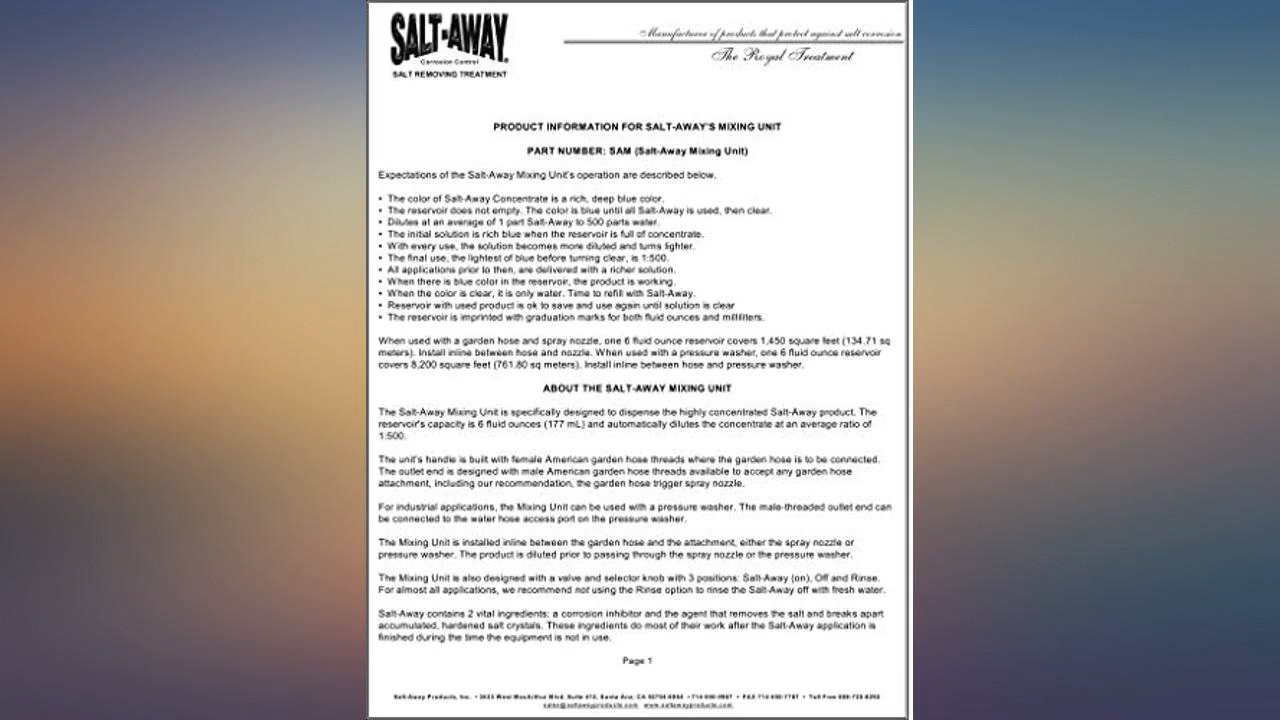 SALT-AWAY®
Corrosion Control
SALT REMOVING TREATMENT
Manufacturer of products that protect against salt corrosion
The Royal Treatment
PRODUCT INFORMATION FOR SALT-AWAY'S MIXING UNIT
PART NUMBER: SAM (Salt-Away Mixing Unit)
Expectations of the Salt-Away Mixing Unit's operation are described below.
• The color of Salt-Away Concentrate is a rich, deep blue color.
• The reservoir does not empty. The color is blue until all Salt-Away is used, then clear.
• Dilutes at an average of 1 part Salt-Away to 500 parts water.
• The initial solution is rich blue when the reservoir is full of concentrate.
• With every use, the solution becomes more diluted and turns lighter.
• The final use, the lightest of blue before turning clear, is 1:500.
• All applications prior to then, are delivered with a richer solution.
• When there is blue color in the reservoir, the product is working.
• When the color is clear, it is only water. Time to refill with Salt-Away.
• Reservoir with used product is ok to save and use again until solution is clear
• The reservoir is imprinted with graduation marks for both fluid ounces and milliliters.
When used with a garden hose and spray nozzle, one 6 fluid ounce reservoir covers 1,450 square feet (134.71 sq
meters). Install inline between hose and nozzle. When used with a pressure washer, one 6 fluid ounce reservoir
covers 8,200 square feet (761.80 sq meters). Install inline between hose and pressure washer.
ABOUT THE SALT-AWAY MIXING UNIT
The Salt-Away Mixing Unit is specifically designed to dispense the highly concentrated Salt-Away product. The
reservoir's capacity is 6 fluid ounces (177 mL) and automatically dilutes the concentrate at an average ratio of
1:500.
The unit's handle is built with female American garden hose threads where the garden hose is to be connected.
The outlet end is designed with male American garden hose threads available to accept any garden hose
attachment, including our recommendation, the garden hose trigger spray nozzle.
For industrial applications, the Mixing Unit can be used with a pressure washer. The male-threaded outlet end can
be connected to the water hose access port on the pressure washer.
The Mixing Unit is installed inline between the garden hose and the attachment, either the spray nozzle or
pressure washer. The product is diluted prior to passing through the spray nozzle or the pressure washer.
The Mixing Unit is also designed with a valve and selector knob with 3 positions: Salt-Away (on), Off and Rinse.
For almost all applications, we recommend not using the Rinse option to rinse the Salt-Away off with fresh water.
Salt-Away contains 2 vital ingredients: a corrosion inhibitor and the agent that removes the salt and breaks apart
accumulated, hardened salt crystals. These ingredients do most of their work after the Salt-Away application is
finished during the time the equipment is not in use.
Page 1
Salt-Away Products, Inc. • West MacArthur Blvd. Suite Santa Ana, CA • • FAX • Toll Free
sales@saltawayproducts.com www.saltawayproducts.com